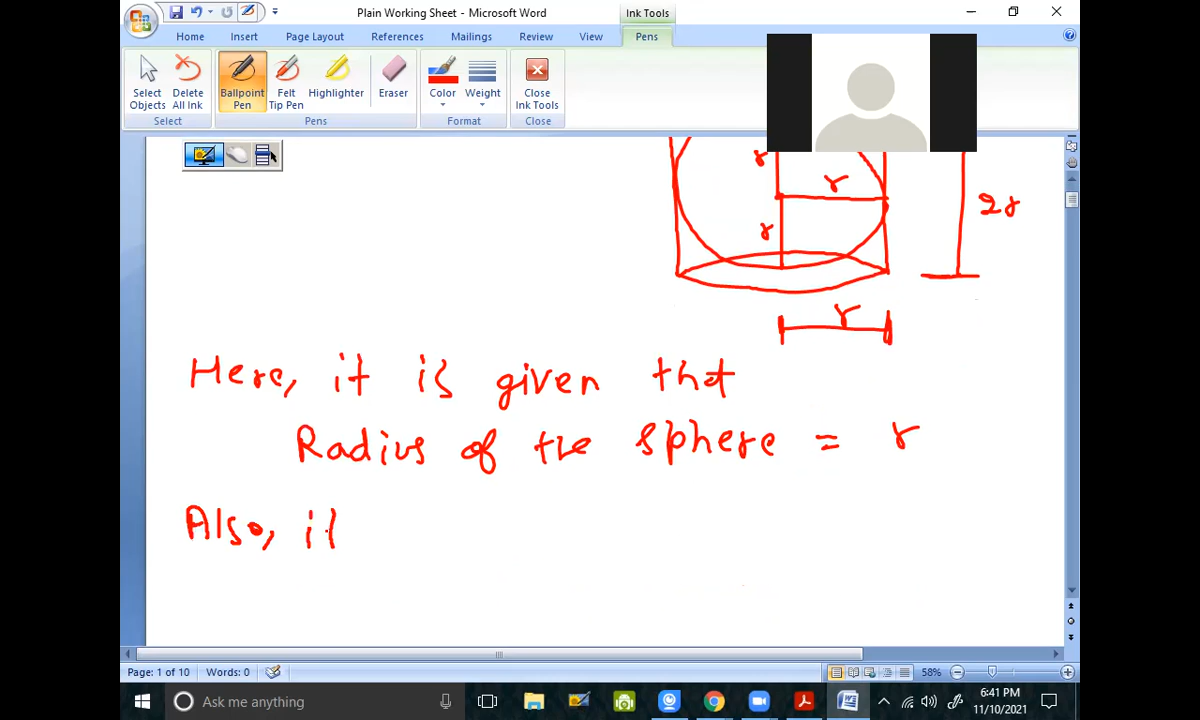 Plain Working Sheet - Microsoft Word
Ink Tools
Home Insert Page Layout References Mailings Review View Pens
Select Objects
Delete All Ink
Ballpoint Pen
Felt Tip Pen
Highlighter
Eraser
Color
Weight
Close Ink Tools
Select Pens Format Close
r
r
r
2r
r
Here, it is given that
Radius of the sphere = r
Also, it
Page: 1 of 10 Words: 0 58%
Ask me anything
6:41 PM
11/10/2021